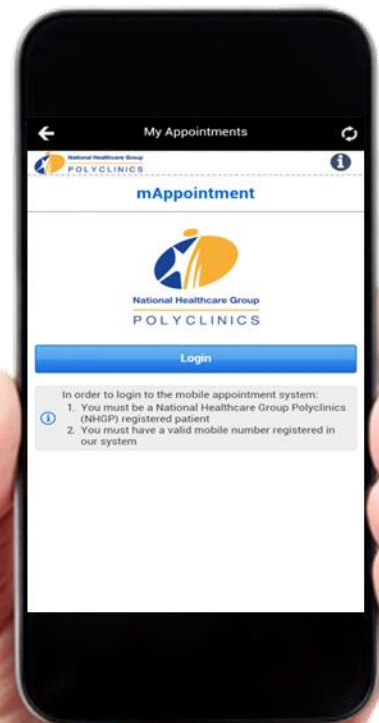 My Appointments
National Healthcare Group
POLYCLINICS
mAppointment
National Healthcare Group
POLYCLINICS
Login
In order to login to the mobile appointment system:
1. You must be a National Healthcare Group Polyclinics
(NHGP) registered patient
2. You must have a valid mobile number registered in
our system